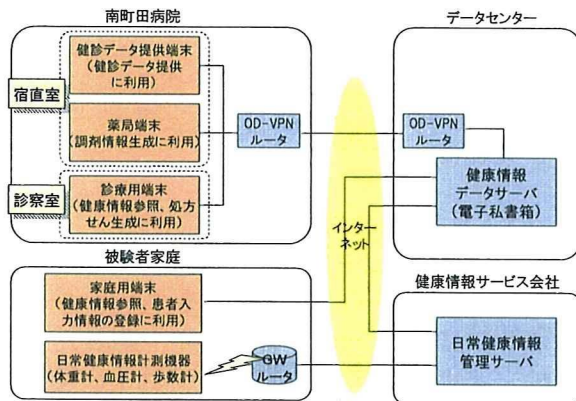 南町田病院
健診データ提供端末
(健診データ提供
に利用)
宿直室
薬局端末
(調剤情報生成に利用)
OD-VPN
ルータ
診察室
診療用端末
(健康情報参照、処方
せん生成に利用)
データセンター
OD-VPN
ルータ
健康情報
データサーバ
(電子私書箱)
インター
ネット
被験者家庭
家庭用端末
(健康情報参照、患者入
力情報の登録に利用)
日常健康情報計測機器
(体重計、血圧計、歩数計)
GW
ルータ
健康情報サービス会社
日常健康情報
管理サーバ